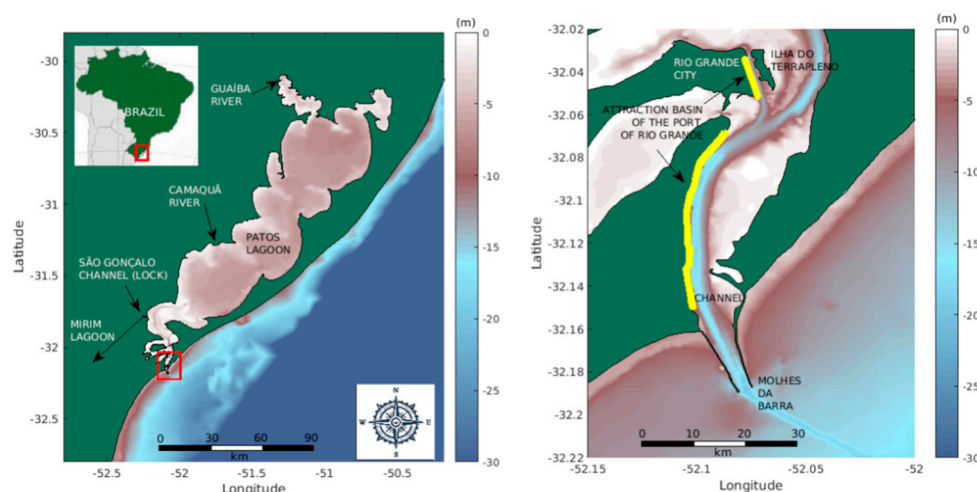 (m)
0
-5
-10
-15
-20
-25
-30
-30
-30.5
-31
-31.5
-32
-32.5
Latitude
BRAZIL
GUAÍBA
RIVER
CAMAQUÃ
RIVER
PATOS
LAGOON
SÃO GONÇALO
CHANNEL (LOCK)
MIRIM
LAGOON
N
W
E
S
0 30 60 90
km
-52.5 -52 -51.5 -51 -50.5
Longitude
(m)
0
-5
-10
-15
-20
-25
-30
-32.02
-32.04
-32.06
-32.08
-32.1
-32.12
-32.14
-32.16
-32.18
-32.2
-32.22
Latitude
RIO GRANDE
CITY
ILHA DO
TERRAPLENO
ATTRACTION BASIN
OF THE PORT
OF RIO GRANDE
CHANNEL
MOLHES
DA
BARRA
0 10 20 30
km
-52.15 -52.1 -52.05 -52
Longitude